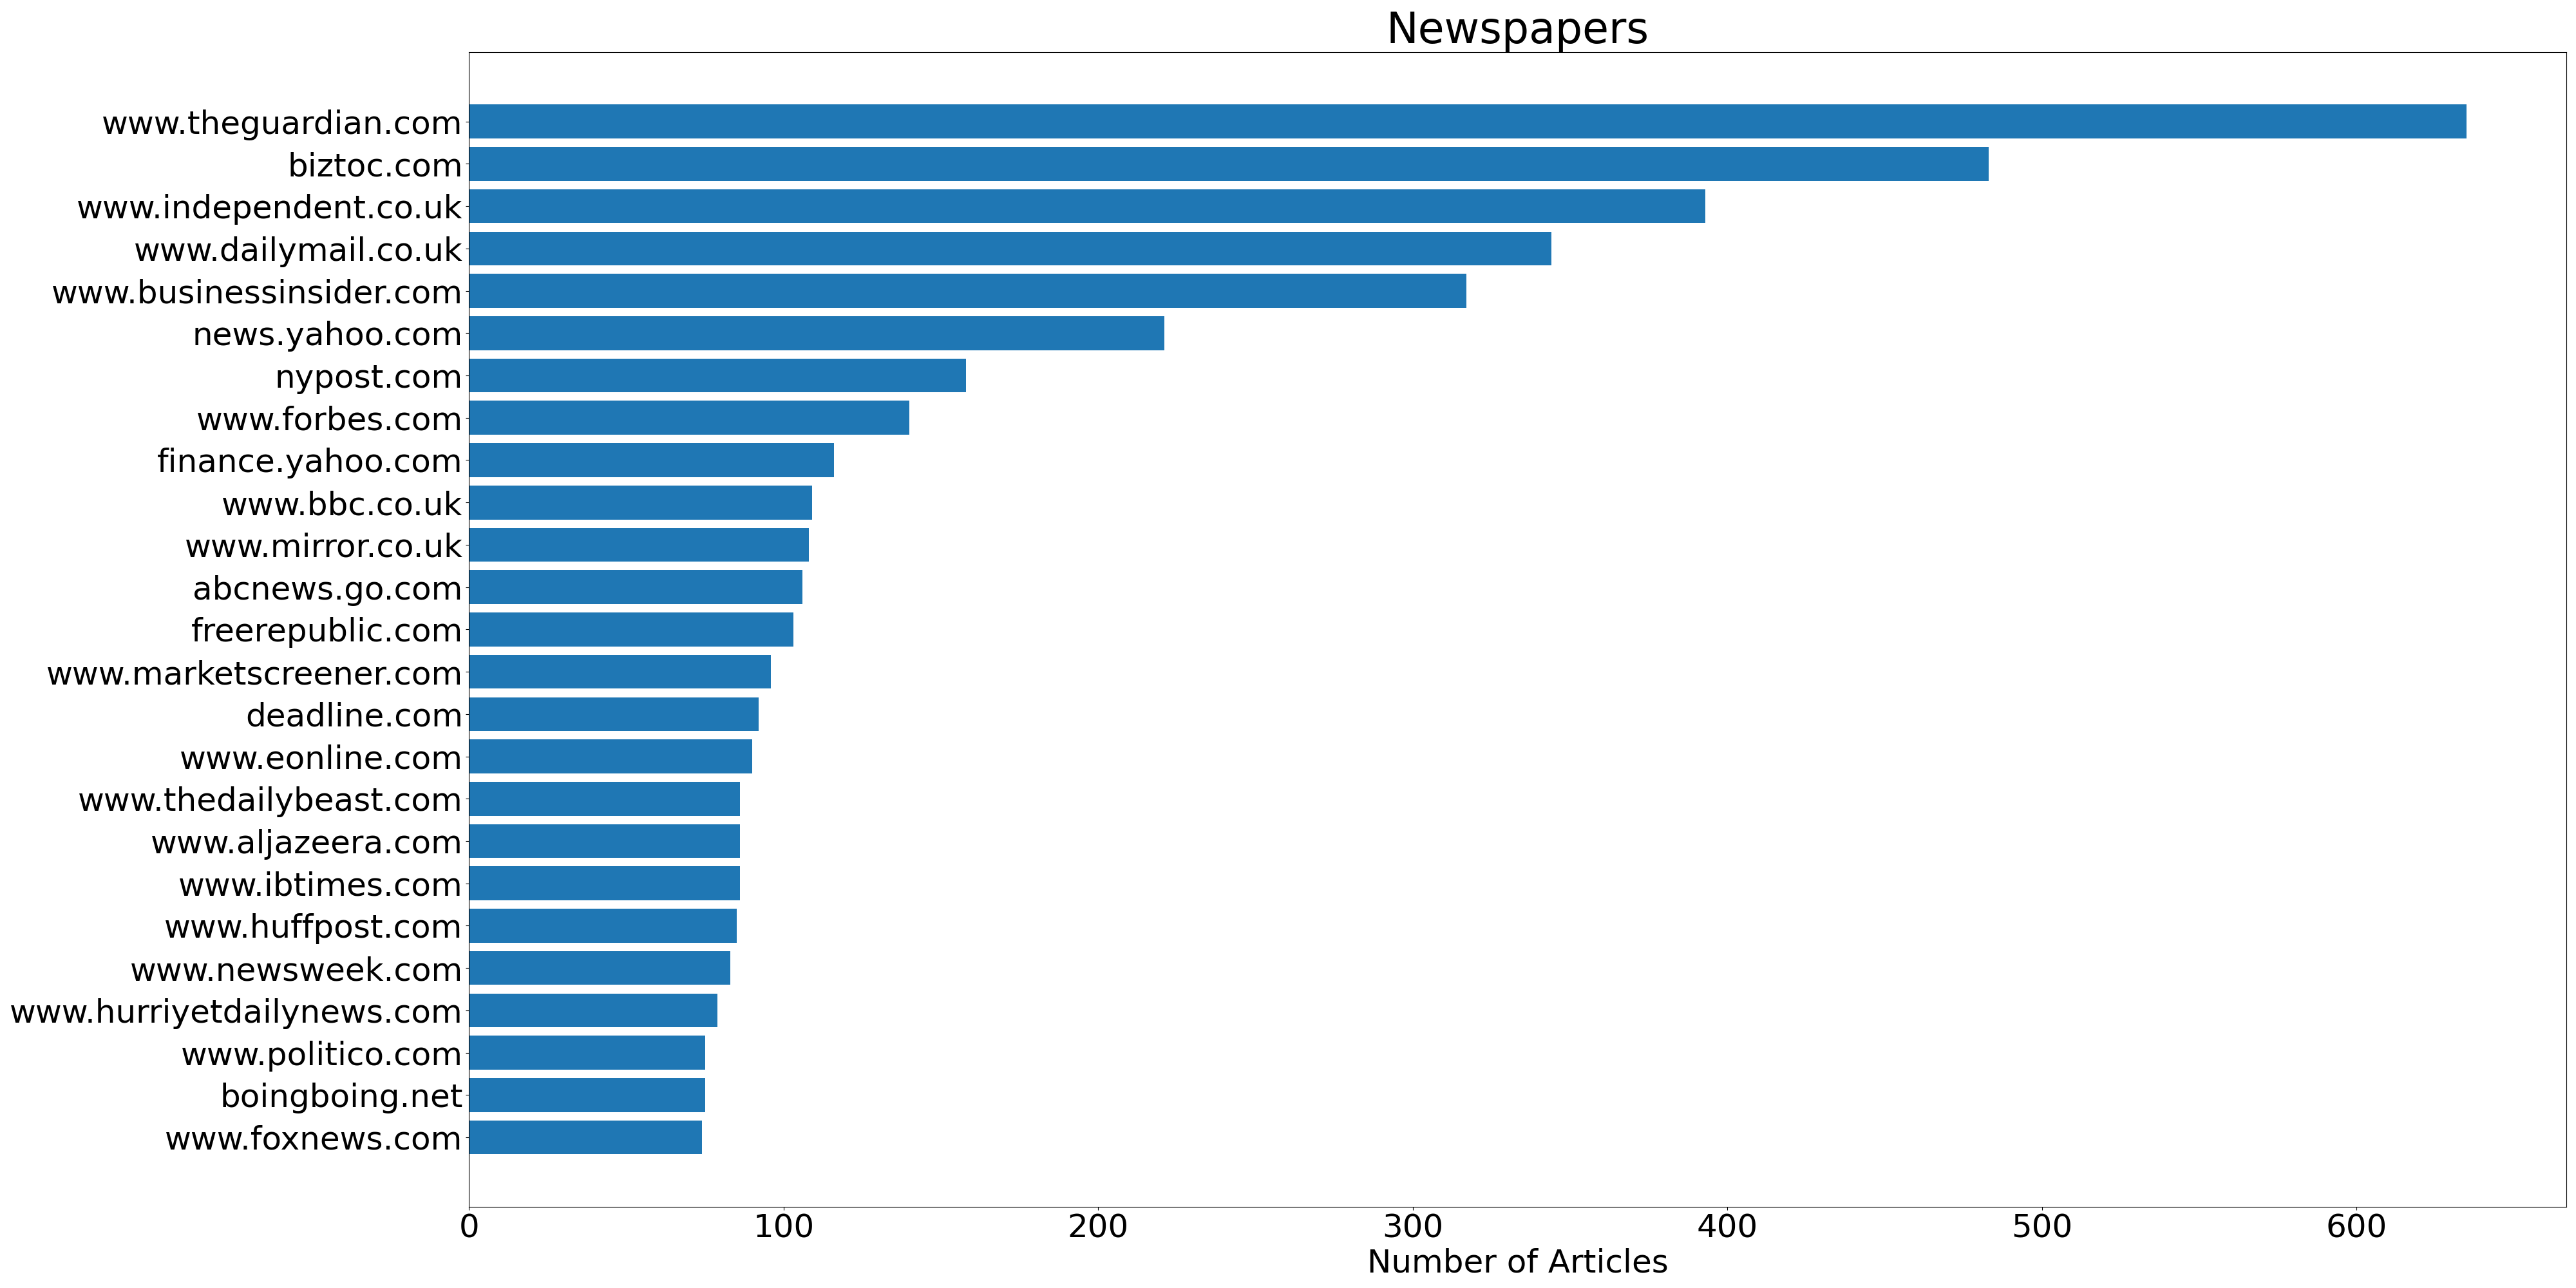 Newspapers
www.theguardian.com
biztoc.com
www.independent.co.uk
www.dailymail.co.uk
www.businessinsider.com
news.yahoo.com
nypost.com
www.forbes.com
finance.yahoo.com
www.bbc.co.uk
www.mirror.co.uk
abcnews.go.com
freerepublic.com
www.marketscreener.com
deadline.com
www.eonline.com
www.thedailybeast.com
www.aljazeera.com
www.ibtimes.com
www.huffpost.com
www.newsweek.com
www.hurriyetdailynews.com
www.politico.com
boingboing.net
www.foxnews.com
0 100 200 300 400 500 600
Number of Articles